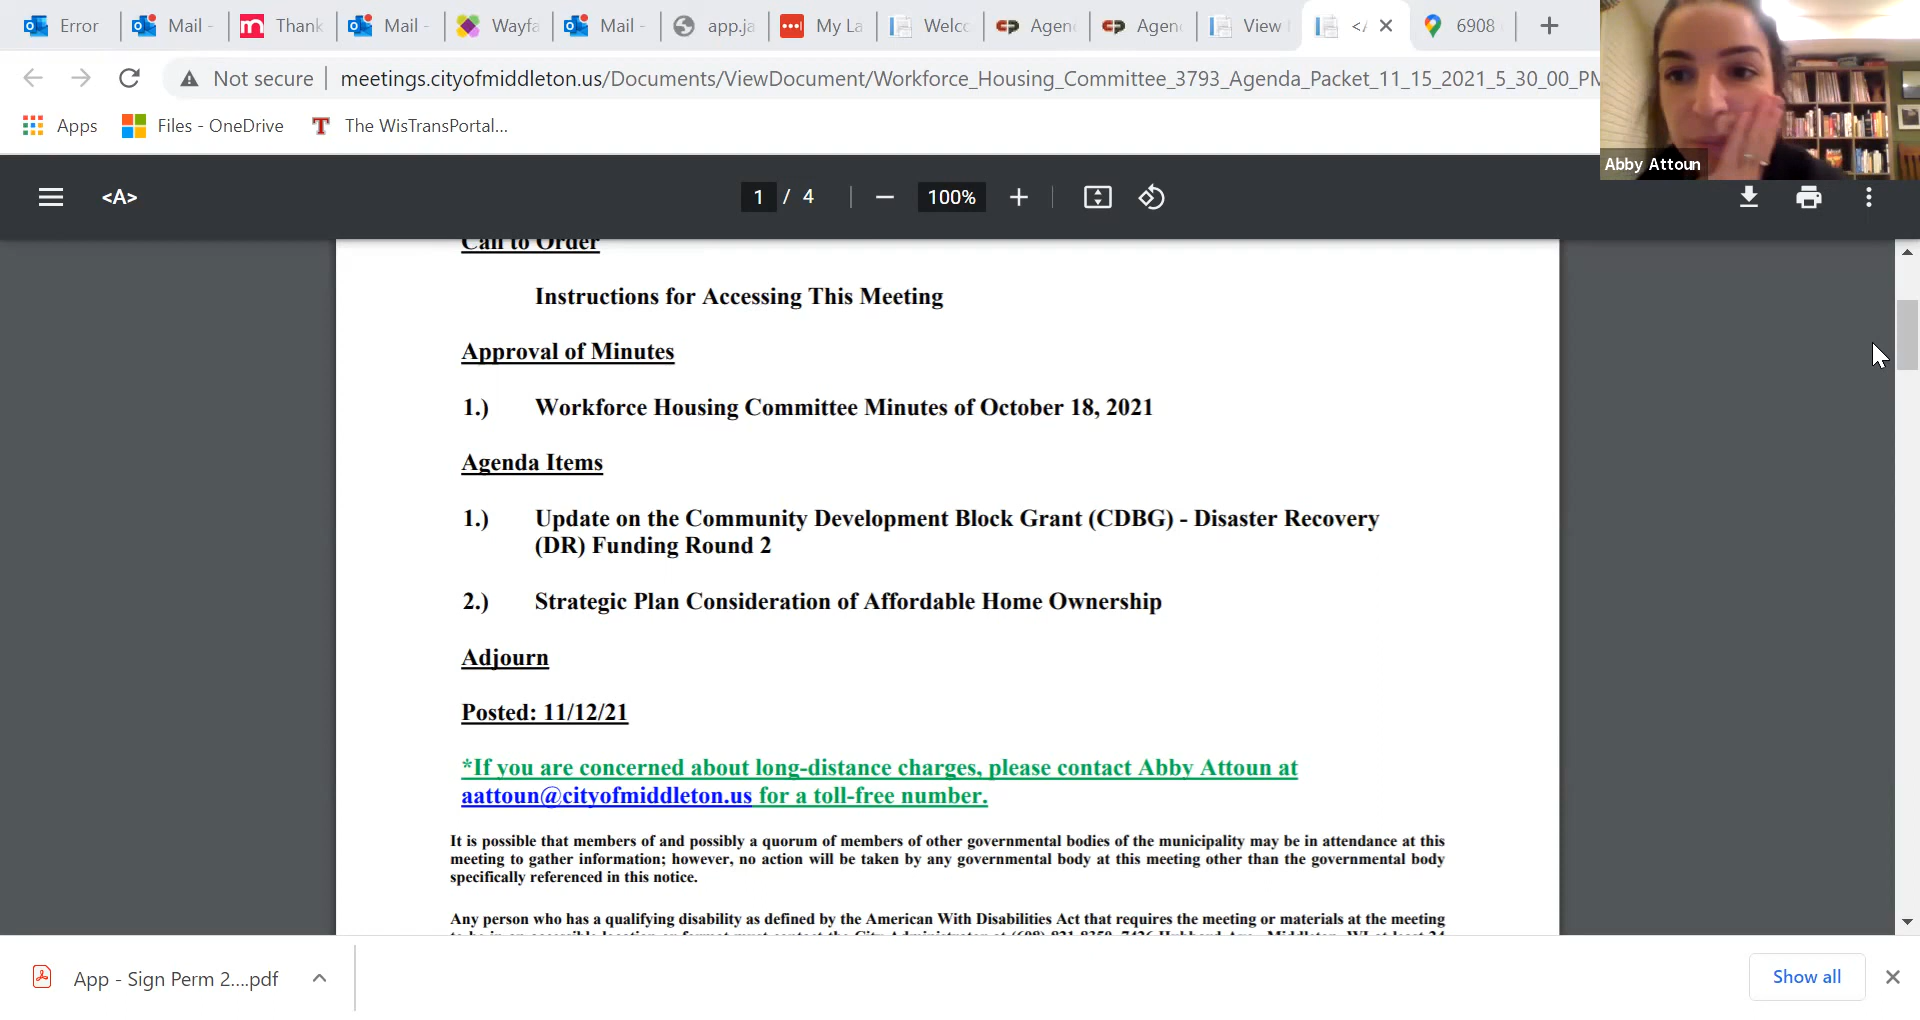 Error
Mail -
Thank
Mail -
Wayfa
Mail -
app.ja
My La
Welco
Agen
Agen
View
</
6908
Not secure
meetings.cityofmiddleton.us/Documents/ViewDocument/Workforce_Housing_Committee_3793_Agenda_Packet_11_15_2021_5_30_00_PM
Apps
Files - OneDrive
The WisTransPortal...
Abby Attoun
<A>
1 / 4
100%
Call to Order
Instructions for Accessing This Meeting
Approval of Minutes
1.) Workforce Housing Committee Minutes of October 18, 2021
Agenda Items
1.) Update on the Community Development Block Grant (CDBG) - Disaster Recovery
(DR) Funding Round 2
2.) Strategic Plan Consideration of Affordable Home Ownership
Adjourn
Posted: 11/12/21
*If you are concerned about long-distance charges, please contact Abby Attoun at
aattoun@cityofmiddleton.us for a toll-free number.
It is possible that members of and possibly a quorum of members of other governmental bodies of the municipality may be in attendance at this
meeting to gather information; however, no action will be taken by any governmental body at this meeting other than the governmental body
specifically referenced in this notice.
Any person who has a qualifying disability as defined by the American With Disabilities Act that requires the meeting or materials at the meeting
App - Sign Perm 2....pdf
Show all